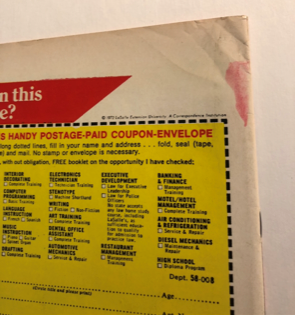 n this
e?
© 1973 LaSalle Extension University, A Correspondence Institution
S HANDY POSTAGE-PAID COUPON-ENVELOPE
long dotted lines, fill in your name and address . . . fold, seal (tape,
e) and mail. No stamp or envelope is necessary.
, with out obligation, FREE booklet on the opportunity I have checked;
INTERIOR
DECORATING
Complete Training
COMPUTER
PROGRAMMING
Basic Training
LANGUAGE
INSTRUCTION
French Spanish
MUSIC
INSTRUCTION
Piano Guitar
DRAFTING
Complete Training
ELECTRONICS
TECHNICIAN
Technician Training
STENOTYPE
Machine Shorthand
WRITING
Fiction Non-Fiction
ART TRAINING
Complete Training
DENTAL OFFICE
ASSISTANT
Complete Training
AUTOMOTIVE
MECHANICS
Service & Repair
EXECUTIVE
DEVELOPMENT
Law for Executive
Leadership
Law for Police
Officers
No state accepts
any law home study
course, including
LaSalle's, as
sufficient educa-
tion to qualify
for admission to
practice law.
RESTAURANT
MANAGEMENT
Complete Training
BANKING
& FINANCE
Management
Training
MOTEL/HOTEL
MANAGEMENT
Complete Training
AIR CONDITIONING
& REFRIGERATION
Service & Repair
DIESEL MECHANICS
Maintenance &
Repair
HIGH SCHOOL
Diploma Program
Dept. 58-008
(Circle title and please print)
Age